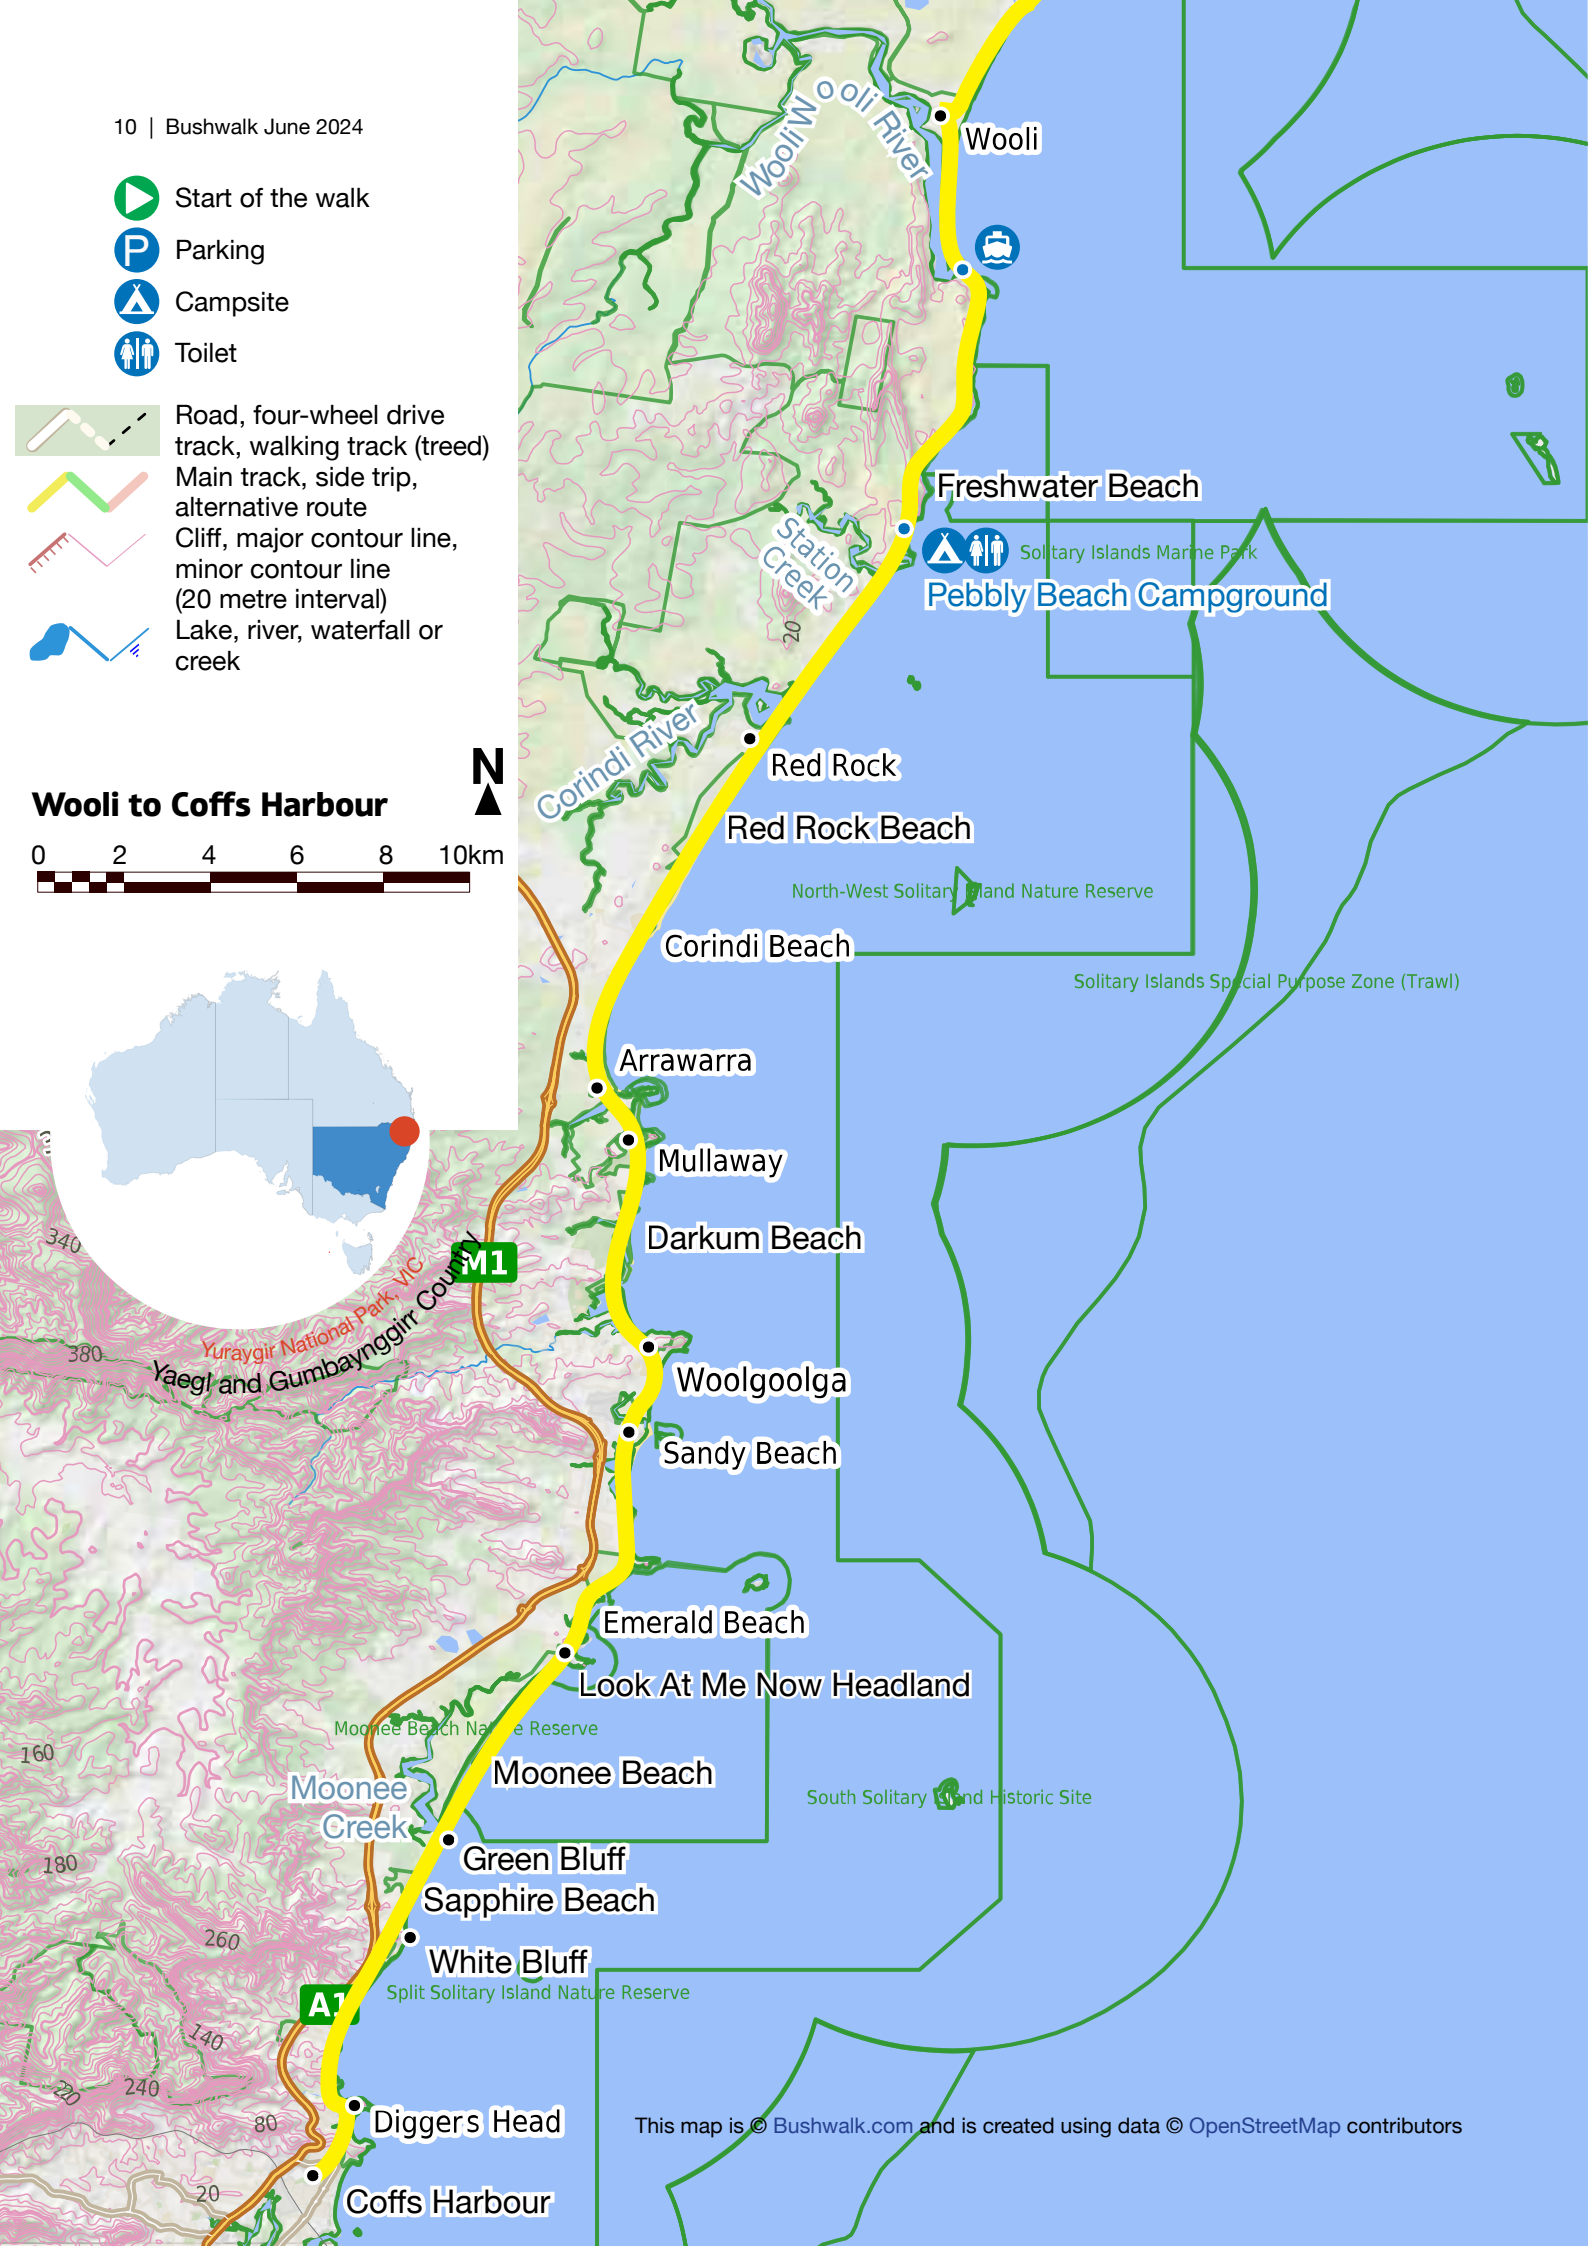 10 | Bushwalk June 2024
Start of the walk
P
Parking
Campsite
Toilet
Road, four-wheel drive
track, walking track (treed)
Main track, side trip,
alternative route
Cliff, major contour line,
minor contour line
(20 metre interval)
Lake, river, waterfall or
creek
N
Wooli to Coffs Harbour
0 2 4 6 8 10km
Yuraygir National Park, VIC
Yaegl and Gumbaynggirr Country
Wooli
Wooli River
Wooli
Freshwater Beach
Station
Creek
Solitary Islands Marine Park
Pebbly Beach Campground
20
Corindi River
Red Rock
Red Rock Beach
North-West Solitary Island Nature Reserve
Corindi Beach
Solitary Islands Special Purpose Zone (Trawl)
Arrawarra
Mullaway
340
Darkum Beach
M1
380
Woolgoolga
Sandy Beach
Emerald Beach
Look At Me Now Headland
Moonee Beach Nature Reserve
160
Moonee Beach
Moonee
Creek
South Solitary Island Historic Site
Green Bluff
180
Sapphire Beach
260
White Bluff
Split Solitary Island Nature Reserve
A1
140
240
80
Diggers Head
This map is © Bushwalk.com and is created using data © OpenStreetMap contributors
20
Coffs Harbour